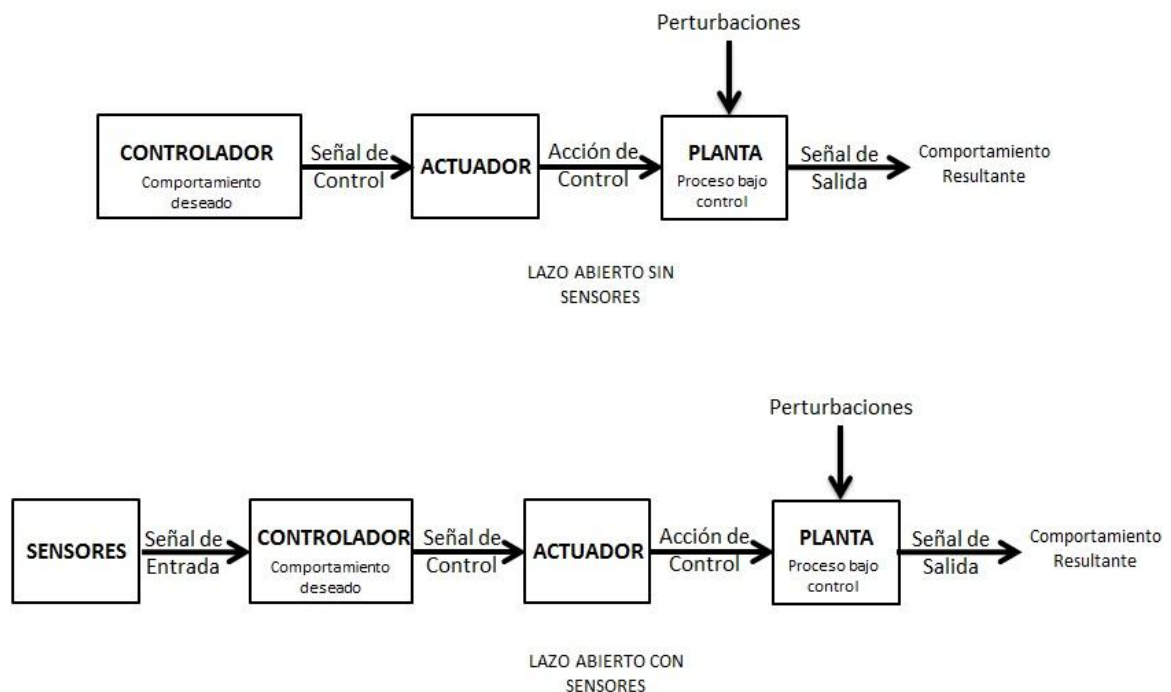 Perturbaciones
CONTROLADOR
Comportamiento
deseado
Señal de
Control
ACTUADOR
Acción de
Control
PLANTA
Proceso bajo
control
Señal de
Salida
Comportamiento
Resultante
LAZO ABIERTO SIN
SENSORES
Perturbaciones
SENSORES
Señal de
Entrada
CONTROLADOR
Comportamiento
deseado
Señal de
Control
ACTUADOR
Acción de
Control
PLANTA
Proceso bajo
control
Señal de
Salida
Comportamiento
Resultante
LAZO ABIERTO CON
SENSORES